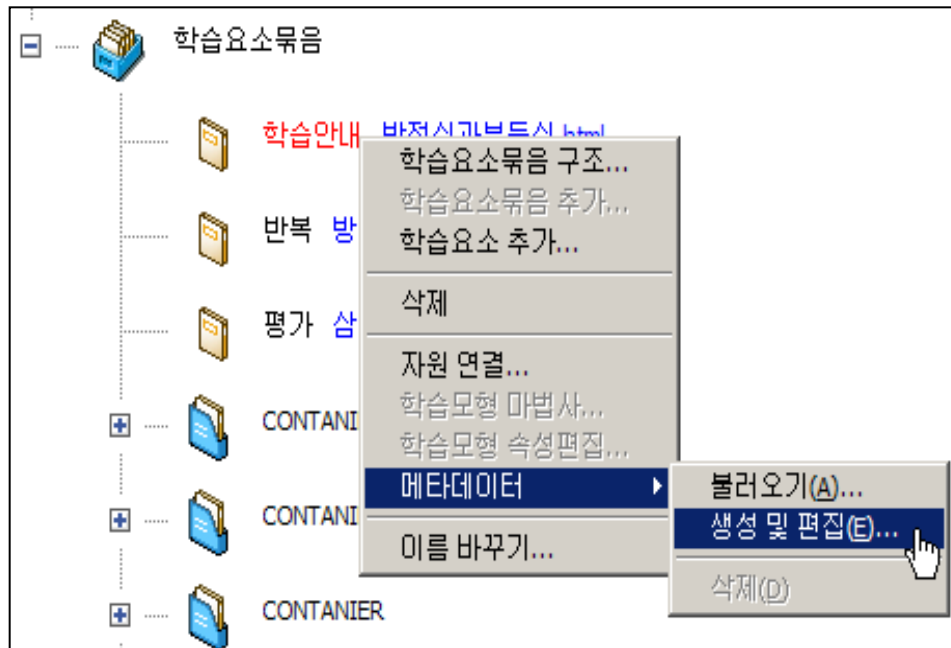 학습요소묶음
학습안내
학습요소묶음 구조...
학습요소묶음 추가...
반복 방
학습요소 추가...
삭제
평가 삼
자원 연결...
학습모형 마법사...
CONTANI
학습모형 속성편집...
메타데이터
불러오기(A)...
CONTANI
생성 및 편집(E)...
이름 바꾸기...
삭제(D)
CONTANIER